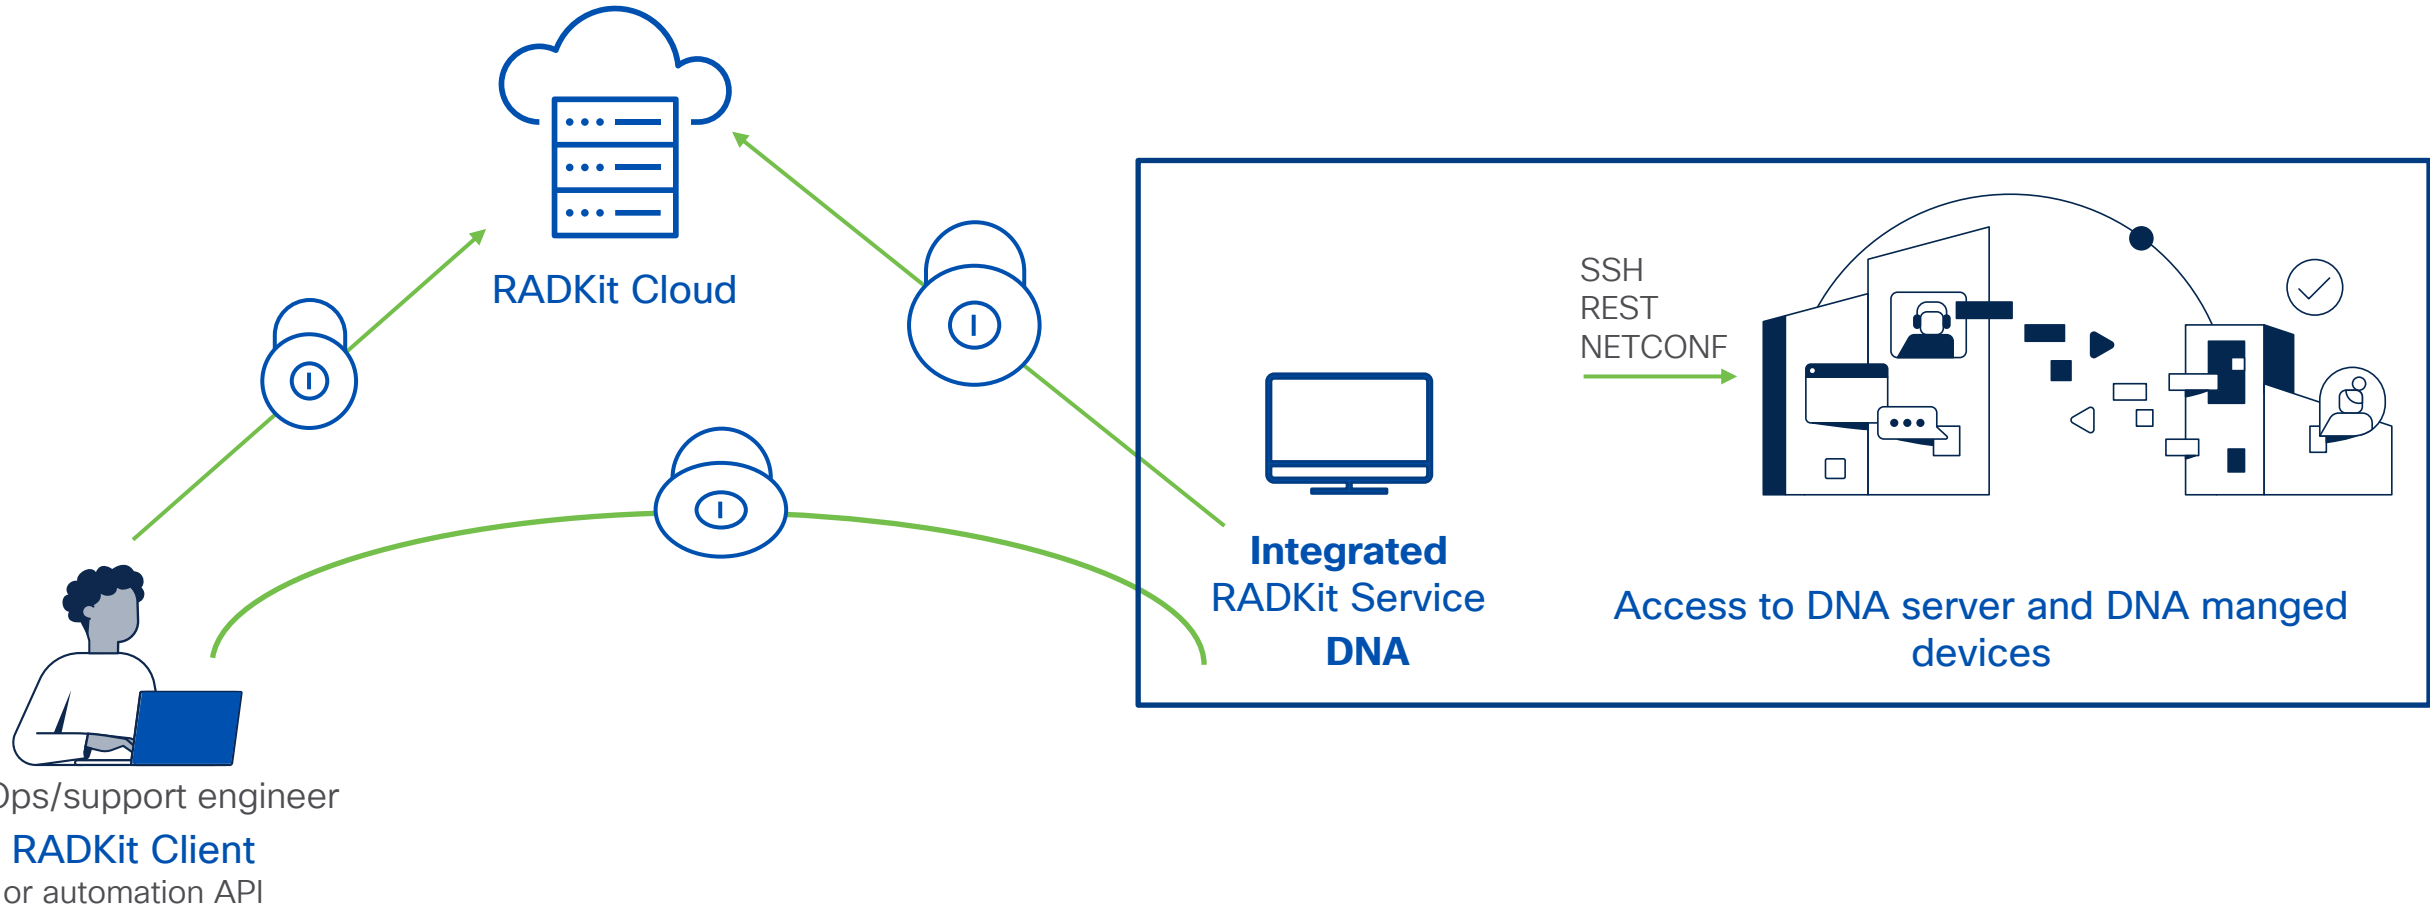 RADKit Cloud
SSH
REST
NETCONF
Integrated
RADKit Service
DNA
Access to DNA server and DNA manged
devices
Ops/support engineer
RADKit Client
or automation API